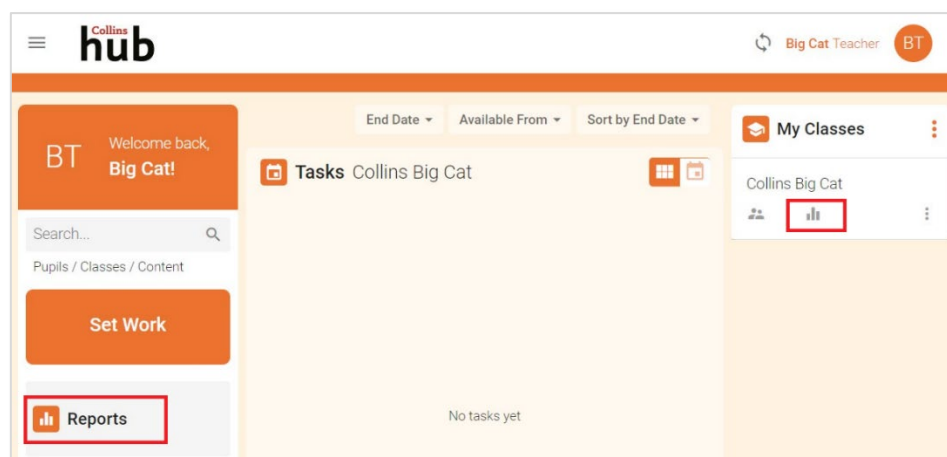 Collins
hub
Big Cat Teacher
BT
BT
Welcome back,
Big Cat!
Search...
Pupils / Classes / Content
Set Work
Reports
End Date
Available From
Sort by End Date
Tasks Collins Big Cat
No tasks yet
My Classes
Collins Big Cat